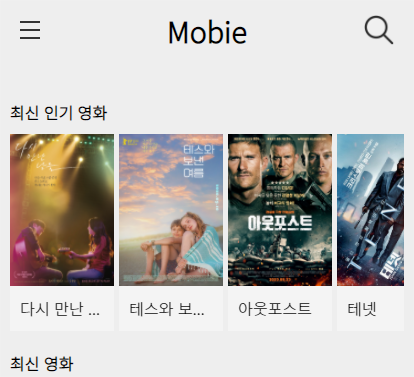 Mobie
최신 인기 영화
테스와
보낸
여름
아웃포스트
테넷
다시 만난 ...
테스와 보...
아웃포스트
테넷
최신 영화